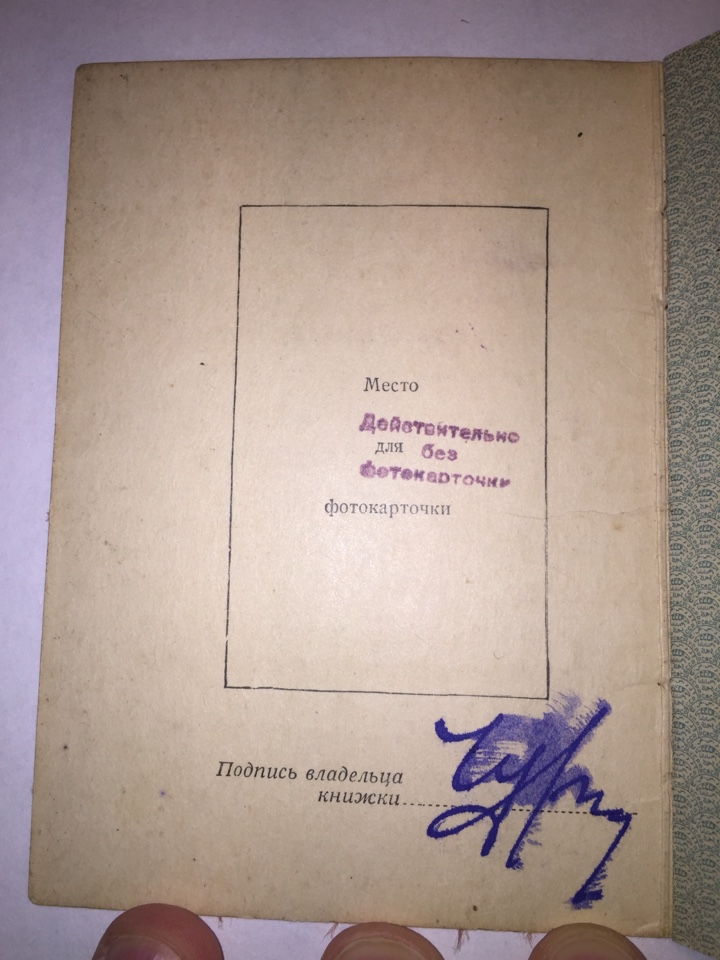 Место
Действительно
для
без
фотокарточки
фотокарточки
Подпись владельца
книжки